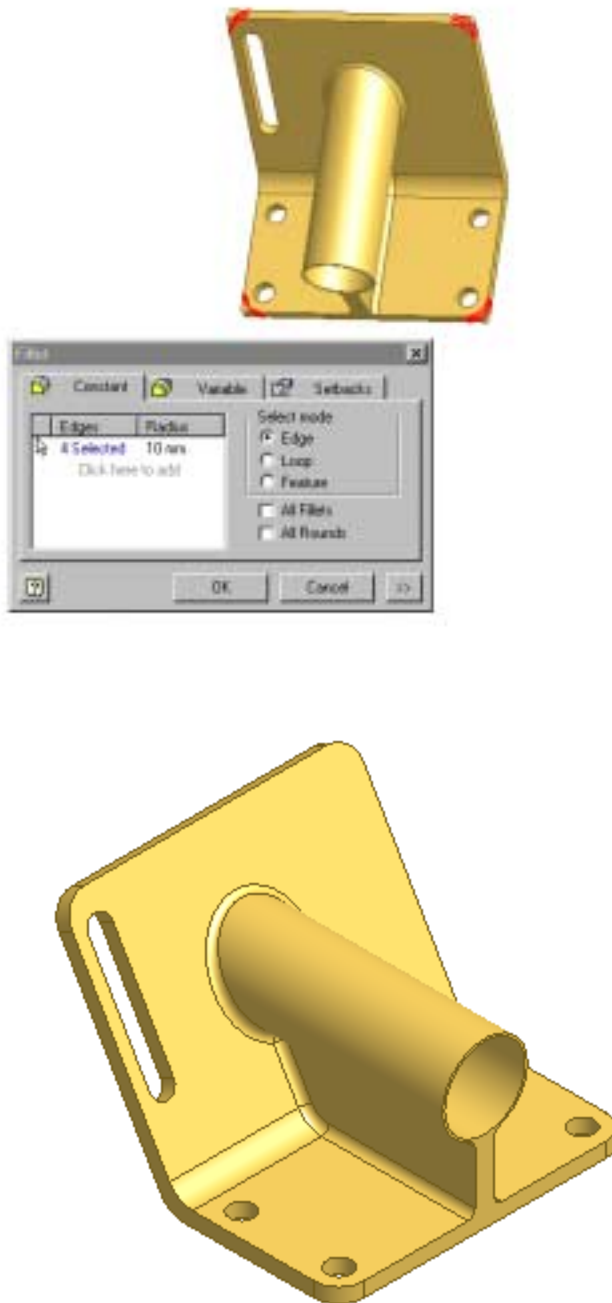 Fillet
Constant Variable Setbacks
Edges Radius
4 Selected 10 mm
Click here to add
Select mode
Edge
Loop
Feature
All Fillets
All Rounds
OK Cancel >>